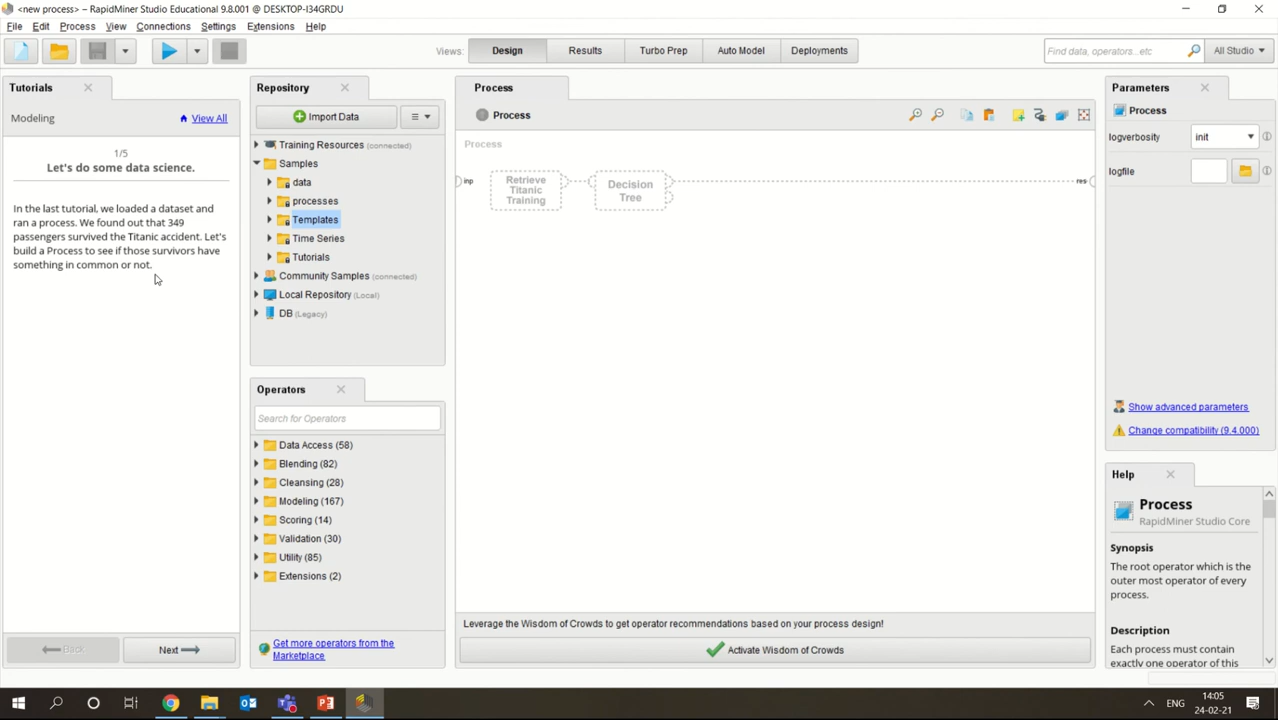 <new process> – RapidMiner Studio Educational 9.8.001 @ DESKTOP-I34GRDU
File Edit Process View Connections Settings Extensions Help
Views: Design Results Turbo Prep Auto Model Deployments
Find data, operators...etc
All Studio
Tutorials
Modeling
View All
1/5
Let's do some data science.
In the last tutorial, we loaded a dataset and
ran a process. We found out that 349
passengers survived the Titanic accident. Let's
build a Process to see if those survivors have
something in common or not.
Back
Next
Repository
Import Data
Training Resources (connected)
Samples
data
processes
Templates
Time Series
Tutorials
Community Samples (connected)
Local Repository (Local)
DB (Legacy)
Operators
Search for Operators
Data Access (58)
Blending (82)
Cleansing (28)
Modeling (167)
Scoring (14)
Validation (30)
Utility (85)
Extensions (2)
Get more operators from the
Marketplace
Process
Process
Process
inp
Retrieve
Titanic
Training
Decision
Tree
res
Leverage the Wisdom of Crowds to get operator recommendations based on your process design!
Activate Wisdom of Crowds
Parameters
Process
logverbosity
init
logfile
Show advanced parameters
Change compatibility (9.4.000)
Help
Process
RapidMiner Studio Core
Synopsis
The root operator which is the
outer most operator of every
process.
Description
Each process must contain
exactly one operator of this
ENG
14:05
24-02-21